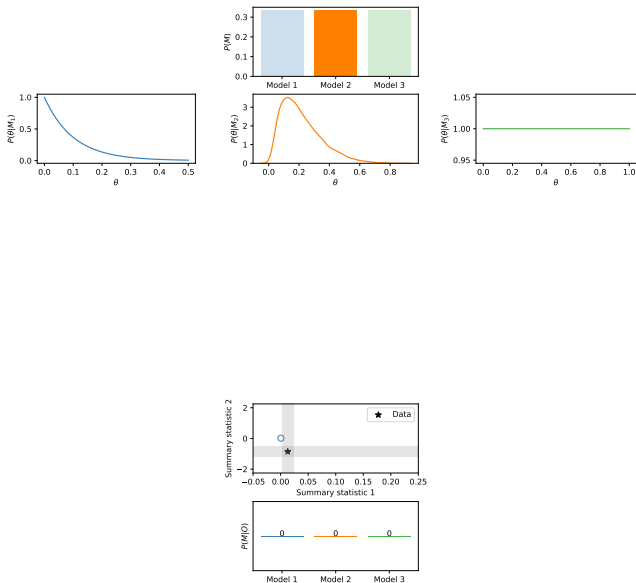 P(M)
0.3
0.2
0.1
0.0
Model 1 Model 2 Model 3
P(θ|M₁)
1.0
0.5
0.0
0.0 0.1 0.2 0.3 0.4 0.5
θ
P(θ|M₂)
3
2
1
0
0.0 0.2 0.4 0.6 0.8
θ
P(θ|M₃)
1.05
1.00
0.95
0.0 0.2 0.4 0.6 0.8 1.0
θ
Summary statistic 2
2
0
−2
Data
−0.05 0.00 0.05 0.10 0.15 0.20 0.25
Summary statistic 1
P(M|O)
0 0 0
Model 1 Model 2 Model 3